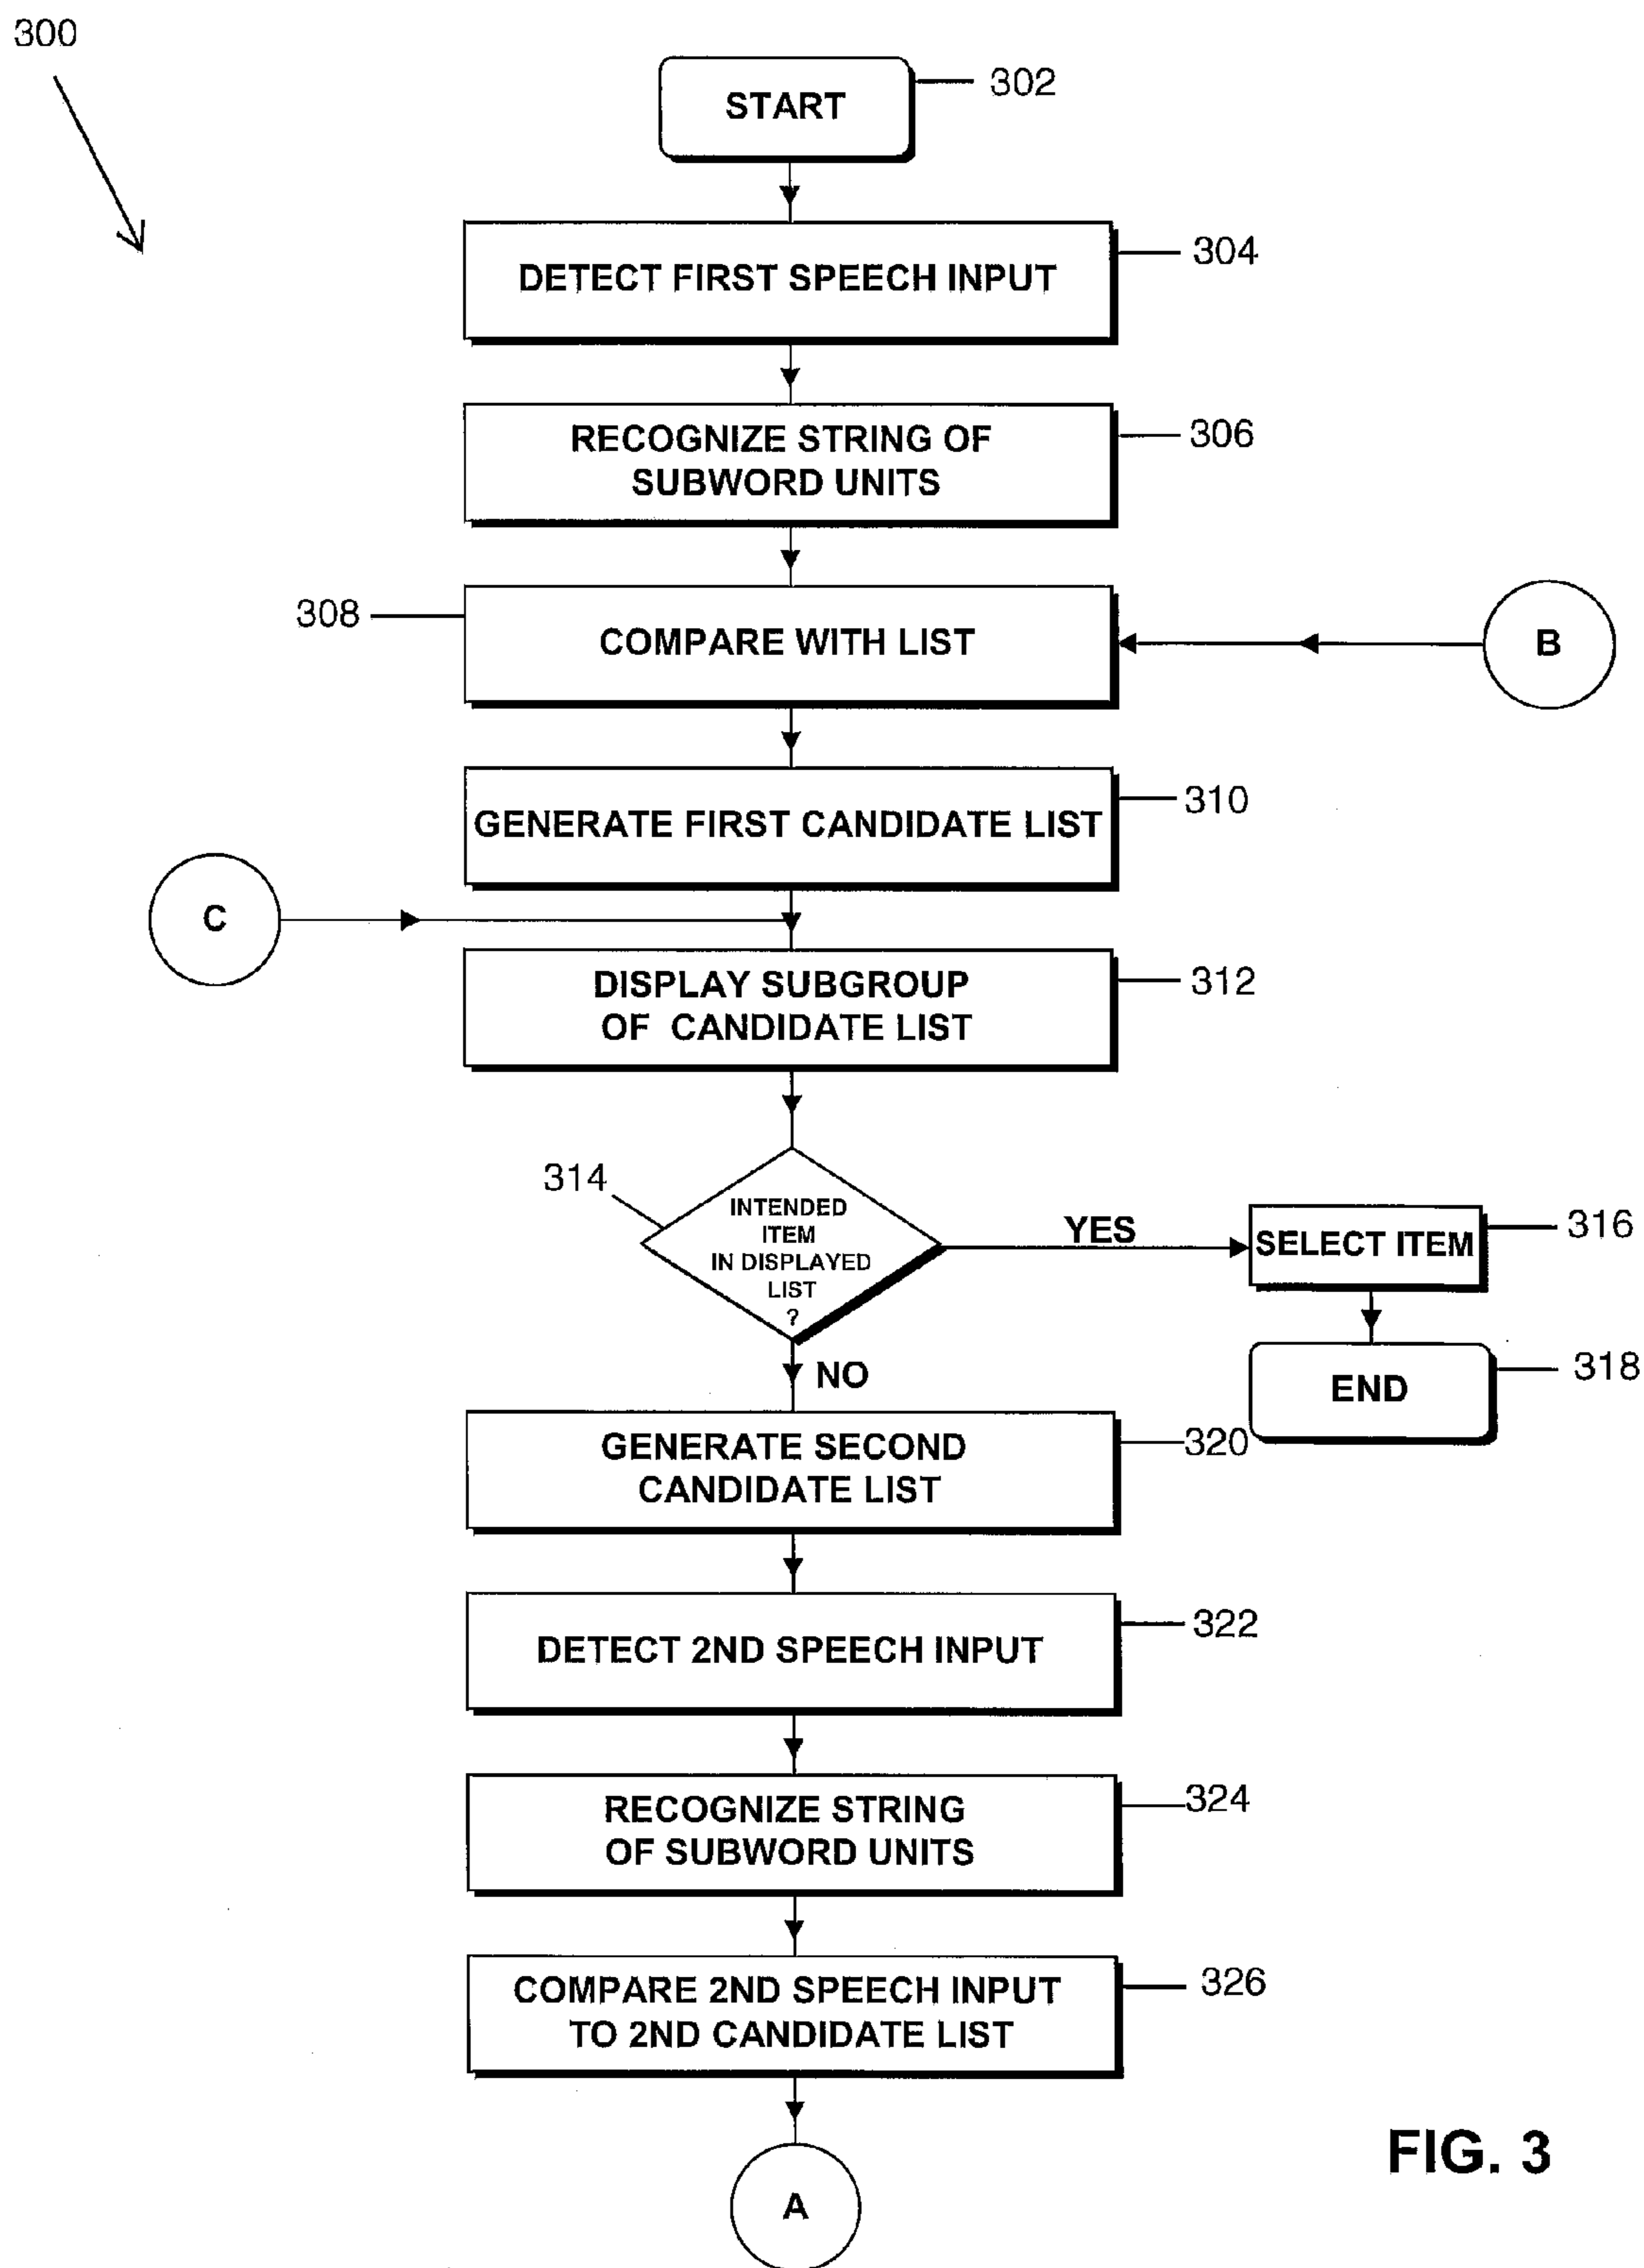 300
START
302
DETECT FIRST SPEECH INPUT
304
RECOGNIZE STRING OF
SUBWORD UNITS
306
308
COMPARE WITH LIST
B
GENERATE FIRST CANDIDATE LIST
310
C
DISPLAY SUBGROUP
OF CANDIDATE LIST
312
314
INTENDED
ITEM
IN DISPLAYED
LIST
?
YES
SELECT ITEM
316
NO
END
318
GENERATE SECOND
CANDIDATE LIST
320
DETECT 2ND SPEECH INPUT
322
RECOGNIZE STRING
OF SUBWORD UNITS
324
COMPARE 2ND SPEECH INPUT
TO 2ND CANDIDATE LIST
326
A
FIG. 3